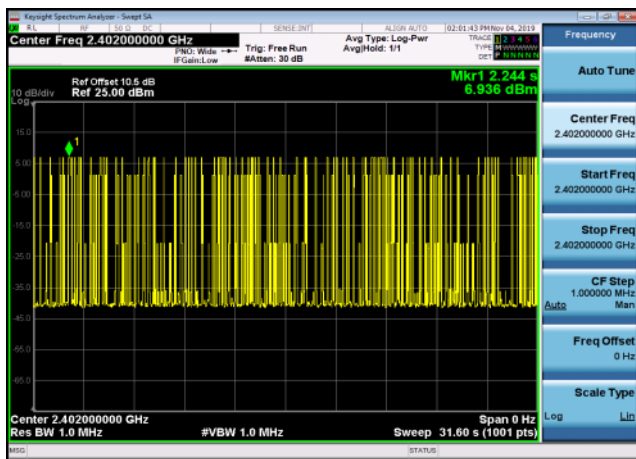 Keysight Spectrum Analyzer - Swept SA
RL RF 50 Ω DC SENSE:INT ALIGN AUTO 02:01:43 PM Nov 04, 2019
Center Freq 2.402000000 GHz
PNO: Wide
IFGain:Low
Trig: Free Run
#Atten: 30 dB
Avg Type: Log-Pwr
Avg|Hold: 1/1
TRACE 1 2 3 4 5 6
TYPE M WWWWW
DET P N N N N N
Ref Offset 10.5 dB
Ref 25.00 dBm
10 dB/div
Log
Mkr1 2.244 s
6.936 dBm
1
15.0
5.00
-5.00
-15.0
-25.0
-35.0
-45.0
-55.0
-65.0
Center 2.402000000 GHz
Span 0 Hz
Res BW 1.0 MHz
#VBW 1.0 MHz
Sweep 31.60 s (1001 pts)
MSG
STATUS
Frequency
Auto Tune
Center Freq
2.402000000 GHz
Start Freq
2.402000000 GHz
Stop Freq
2.402000000 GHz
CF Step
1.000000 MHz
Auto Man
Freq Offset
0 Hz
Scale Type
Log Lin